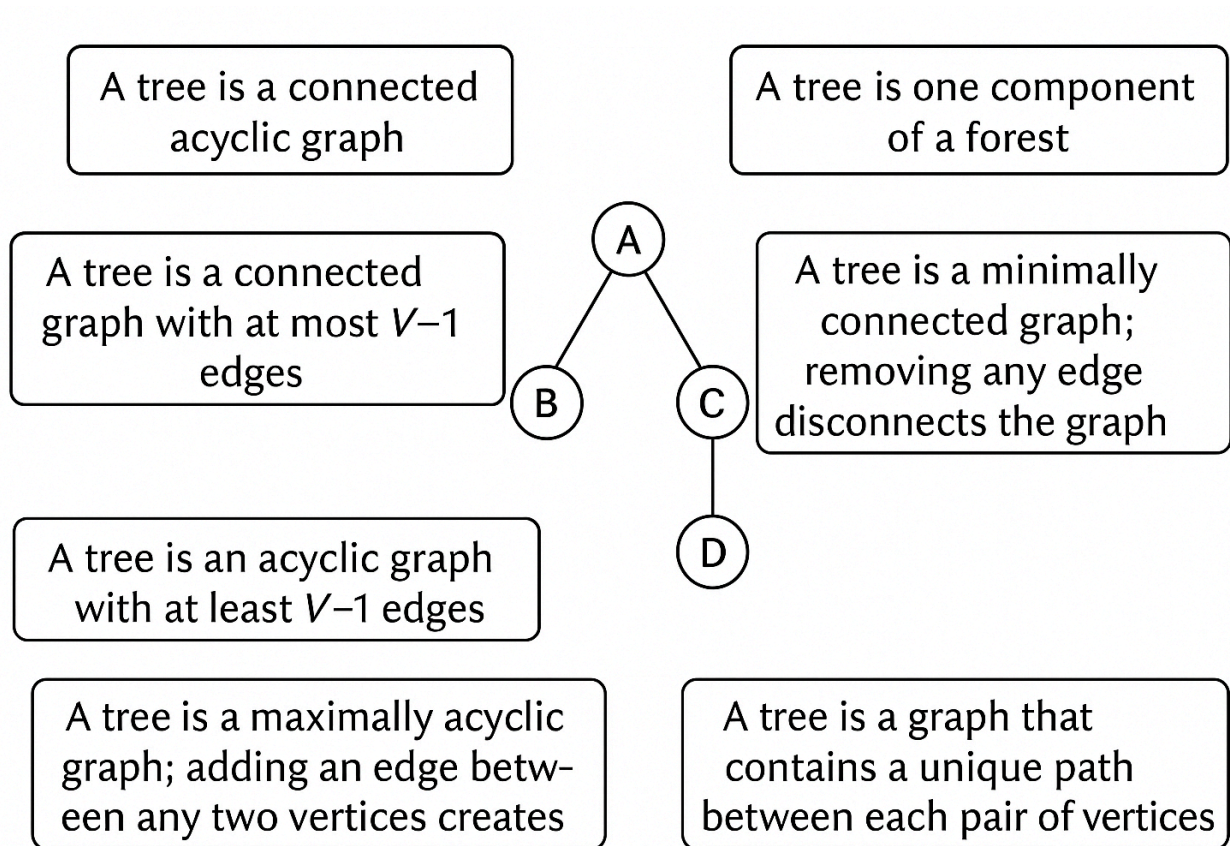 A tree is a connected
acyclic graph
A tree is one component
of a forest
A tree is a connected
graph with at most V–1
edges
A
B
C
D
A tree is a minimally
connected graph;
removing any edge
disconnects the graph
A tree is an acyclic graph
with at least V–1 edges
A tree is a maximally acyclic
graph; adding an edge betw-
een any two vertices creates
A tree is a graph that
contains a unique path
between each pair of vertices